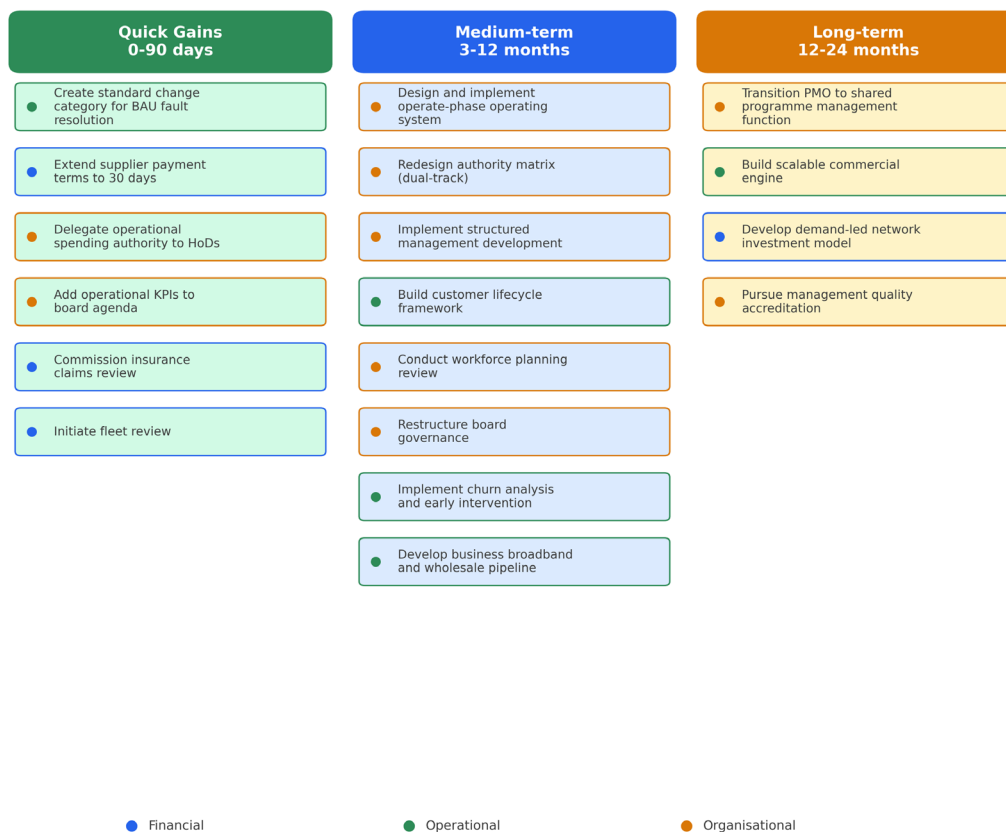 Quick Gains
0-90 days
Create standard change
category for BAU fault
resolution
Extend supplier payment
terms to 30 days
Delegate operational
spending authority to HoDs
Add operational KPIs to
board agenda
Commission insurance
claims review
Initiate fleet review
Medium-term
3-12 months
Design and implement
operate-phase operating
system
Redesign authority matrix
(dual-track)
Implement structured
management development
Build customer lifecycle
framework
Conduct workforce planning
review
Restructure board
governance
Implement churn analysis
and early intervention
Develop business broadband
and wholesale pipeline
Long-term
12-24 months
Transition PMO to shared
programme management
function
Build scalable commercial
engine
Develop demand-led network
investment model
Pursue management quality
accreditation
Financial
Operational
Organisational